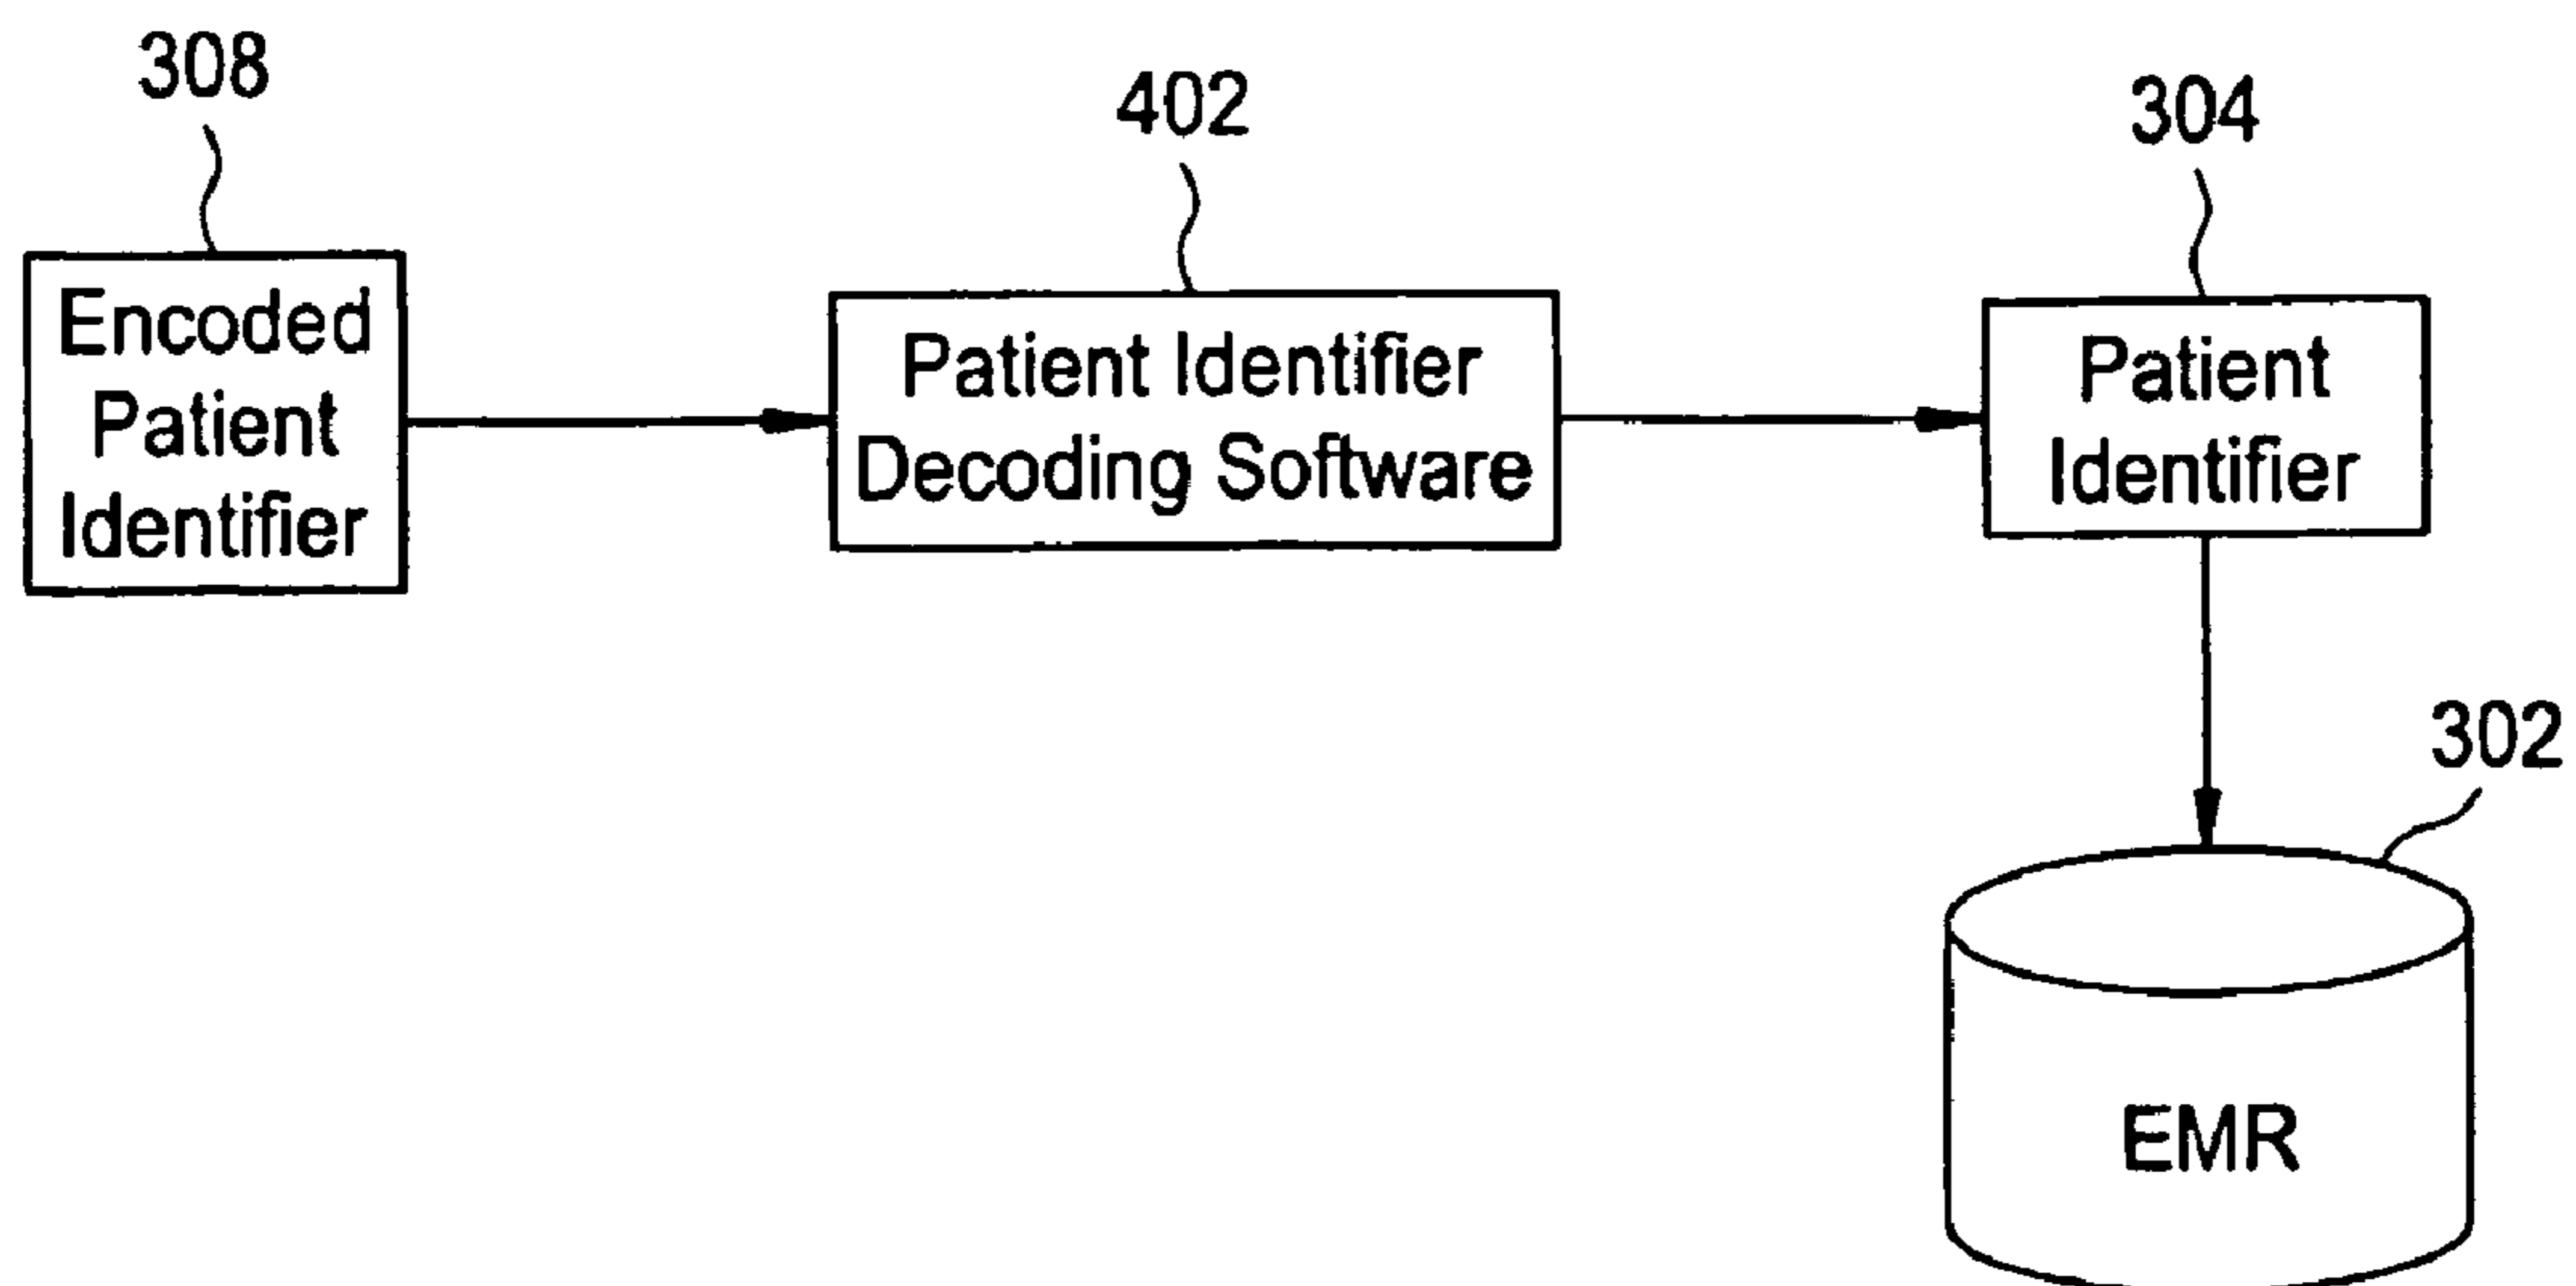 308
402
304
Encoded
Patient
Identifier
Patient Identifier
Decoding Software
Patient
Identifier
302
EMR